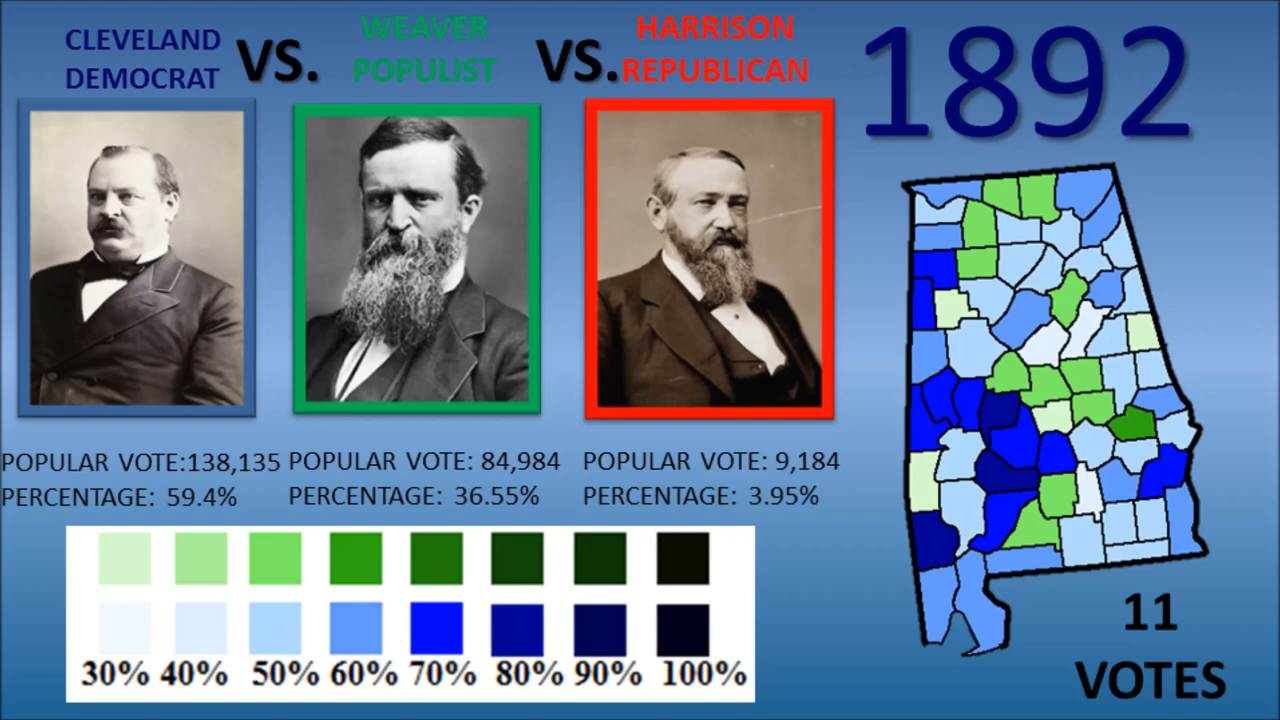 CLEVELAND
DEMOCRAT
VS.
WEAVER
POPULIST
VS.
HARRISON
REPUBLICAN
1892
POPULAR VOTE:138,135
PERCENTAGE: 59.4%
POPULAR VOTE: 84,984
PERCENTAGE: 36.55%
POPULAR VOTE: 9,184
PERCENTAGE: 3.95%
30% 40% 50% 60% 70% 80% 90% 100%
11
VOTES